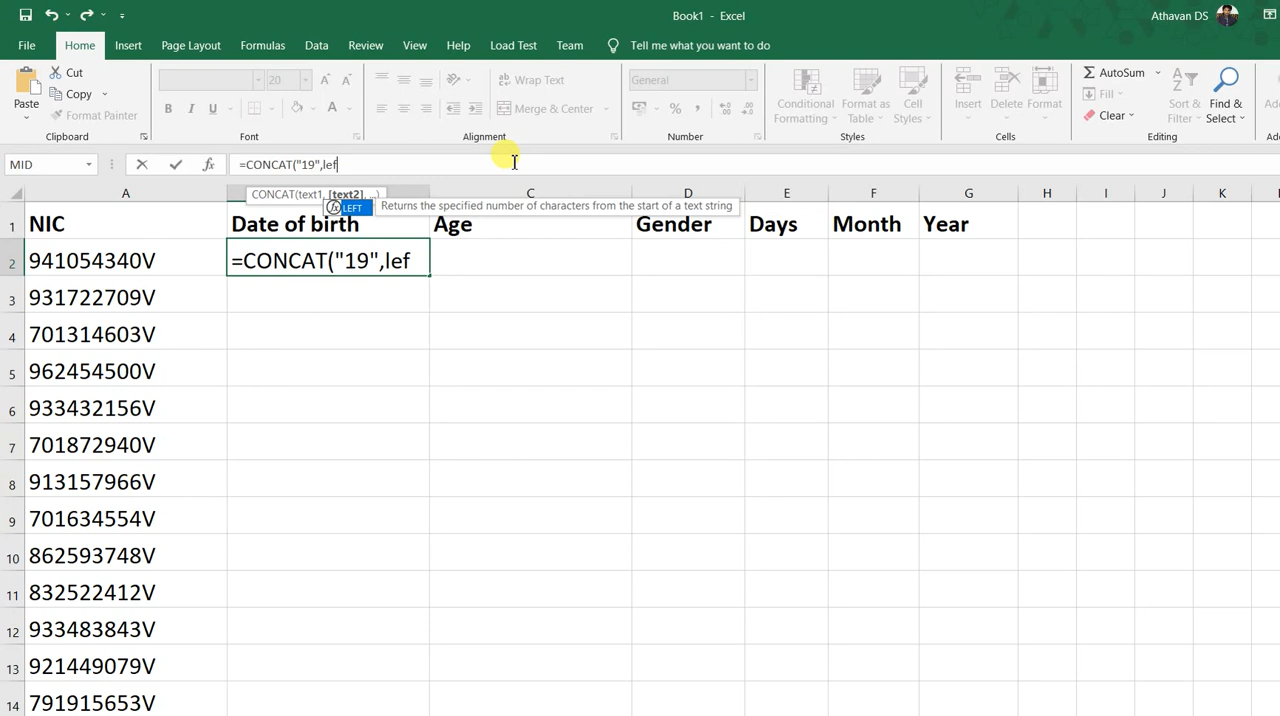 Book1 - Excel
Athavan DS
File Home Insert Page Layout Formulas Data Review View Help Load Test Team Tell me what you want to do
Paste
Cut
Copy
Format Painter
Clipboard
20
A A
B I U
A
Font
ab Wrap Text
Merge & Center
Alignment
General
% ,
Number
Conditional Formatting
Format as Table
Cell Styles
Styles
Insert
Delete
Format
Cells
AutoSum
Fill
Clear
Sort & Filter
Find & Select
Editing
MID
fx
=CONCAT("19",lef
CONCAT(text1, [text2], ...)
LEFT
Returns the specified number of characters from the start of a text string
A C D E F G H I J K L
1 NIC Date of birth Age Gender Days Month Year
2 941054340V =CONCAT("19",lef
3 931722709V
4 701314603V
5 962454500V
6 933432156V
7 701872940V
8 913157966V
9 701634554V
10 862593748V
11 832522412V
12 933483843V
13 921449079V
14 791915653V